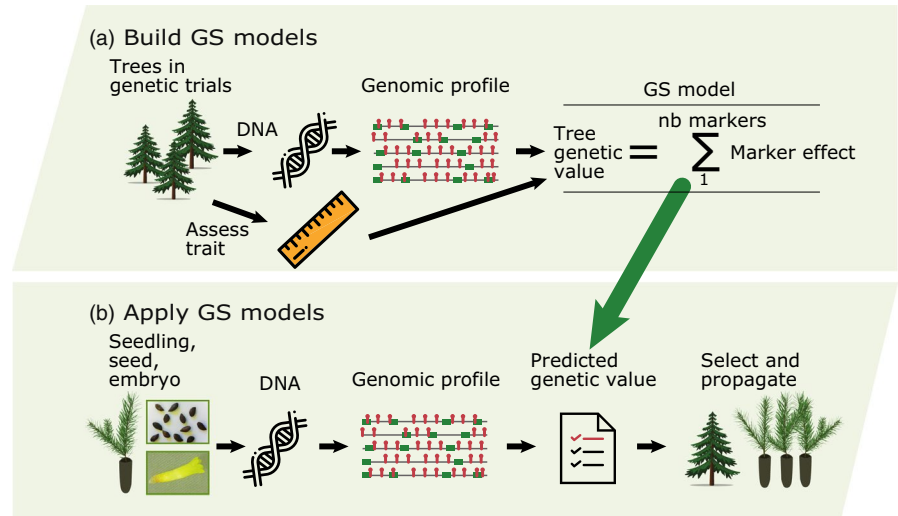 (a) Build GS models
Trees in
genetic trials
DNA
Genomic profile
GS model
Tree
genetic
value
=
nb markers
∑
1
Marker effect
Assess
trait
(b) Apply GS models
Seedling,
seed,
embryo
DNA
Genomic profile
Predicted
genetic value
Select and
propagate